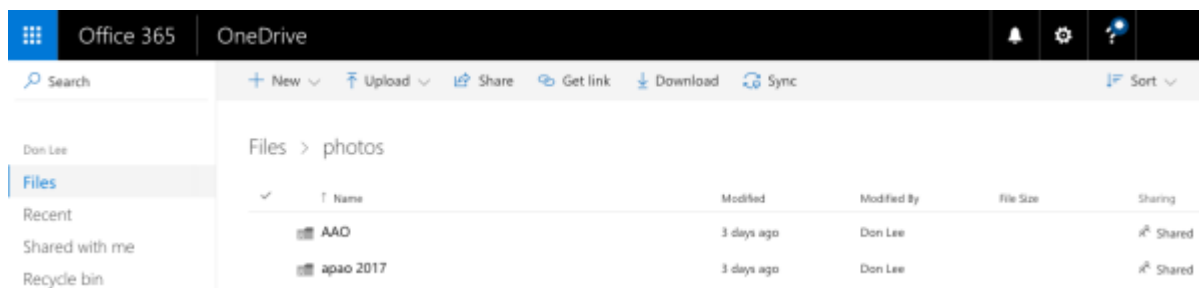 Office 365 OneDrive
Search
New Upload Share Get link Download Sync Sort
Don Lee
Files
Recent
Shared with me
Recycle bin
Files > photos
Name Modified Modified By File Size Sharing
AAO 3 days ago Don Lee Shared
apao 2017 3 days ago Don Lee Shared